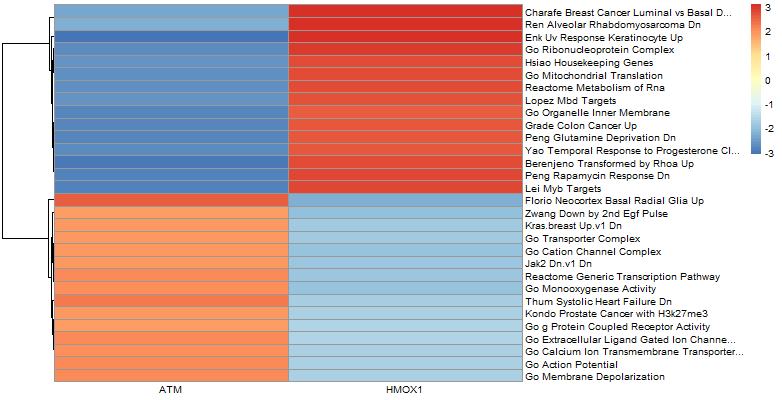 Charafe Breast Cancer Luminal vs Basal D...
Ren Alveolar Rhabdomyosarcoma Dn
Enk Uv Response Keratinocyte Up
Go Ribonucleoprotein Complex
Hsiao Housekeeping Genes
Go Mitochondrial Translation
Reactome Metabolism of Rna
Lopez Mbd Targets
Go Organelle Inner Membrane
Grade Colon Cancer Up
Peng Glutamine Deprivation Dn
Yao Temporal Response to Progesterone Cl...
Berenjeno Transformed by Rhoa Up
Peng Rapamycin Response Dn
Lei Myb Targets
Florio Neocortex Basal Radial Glia Up
Zwang Down by 2nd Egf Pulse
Kras.breast Up.v1 Dn
Go Transporter Complex
Go Cation Channel Complex
Jak2 Dn.v1 Dn
Reactome Generic Transcription Pathway
Go Monooxygenase Activity
Thum Systolic Heart Failure Dn
Kondo Prostate Cancer with H3k27me3
Go g Protein Coupled Receptor Activity
Go Extracellular Ligand Gated Ion Channe...
Go Calcium Ion Transmembrane Transporter...
Go Action Potential
Go Membrane Depolarization
ATM
HMOX1
3
2
1
0
-1
-2
-3